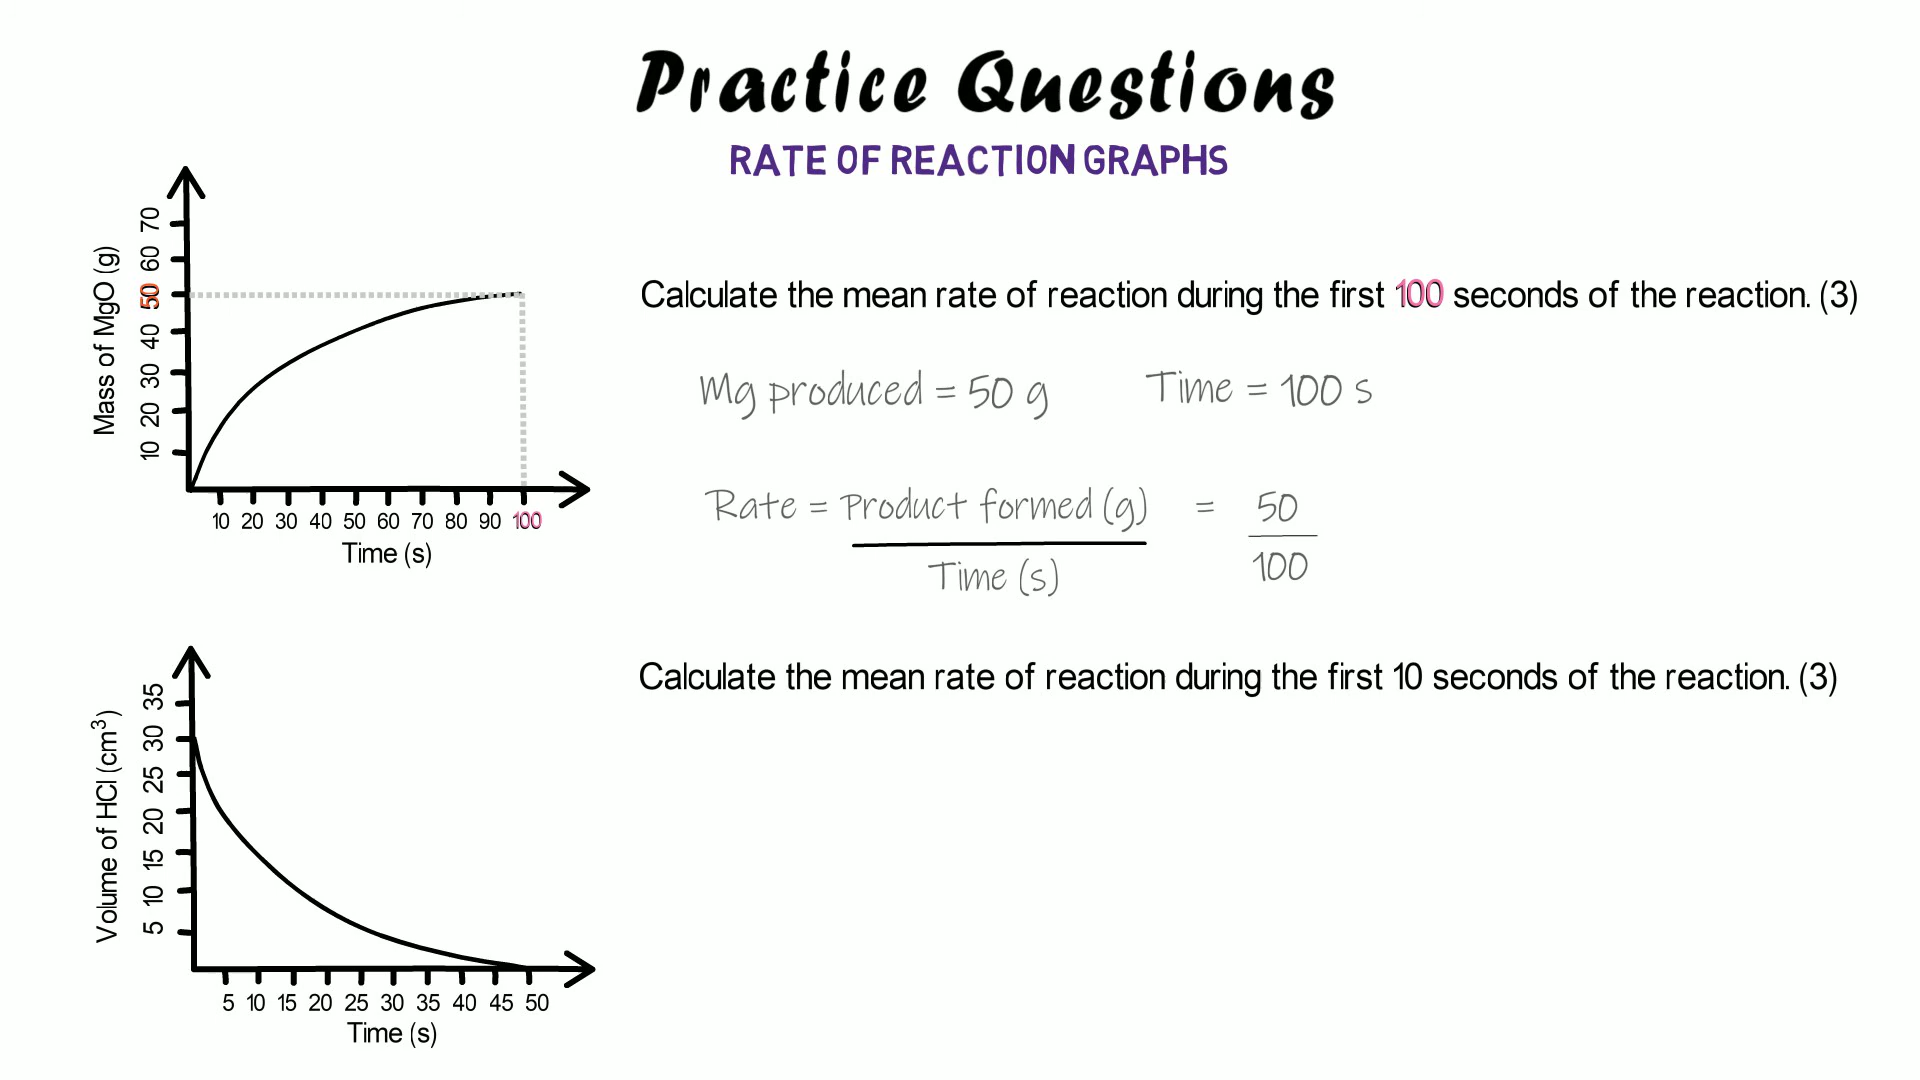 Practice Questions
RATE OF REACTION GRAPHS
Mass of MgO (g)
70
60
50
40
30
20
10
10 20 30 40 50 60 70 80 90 100
Time (s)
Calculate the mean rate of reaction during the first 100 seconds of the reaction. (3)
Mg produced = 50 g Time = 100 s
Rate = Product formed (g) = 50
Time (s) 100
Volume of HCl (cm³)
35
30
25
20
15
10
5
5 10 15 20 25 30 35 40 45 50
Time (s)
Calculate the mean rate of reaction during the first 10 seconds of the reaction. (3)